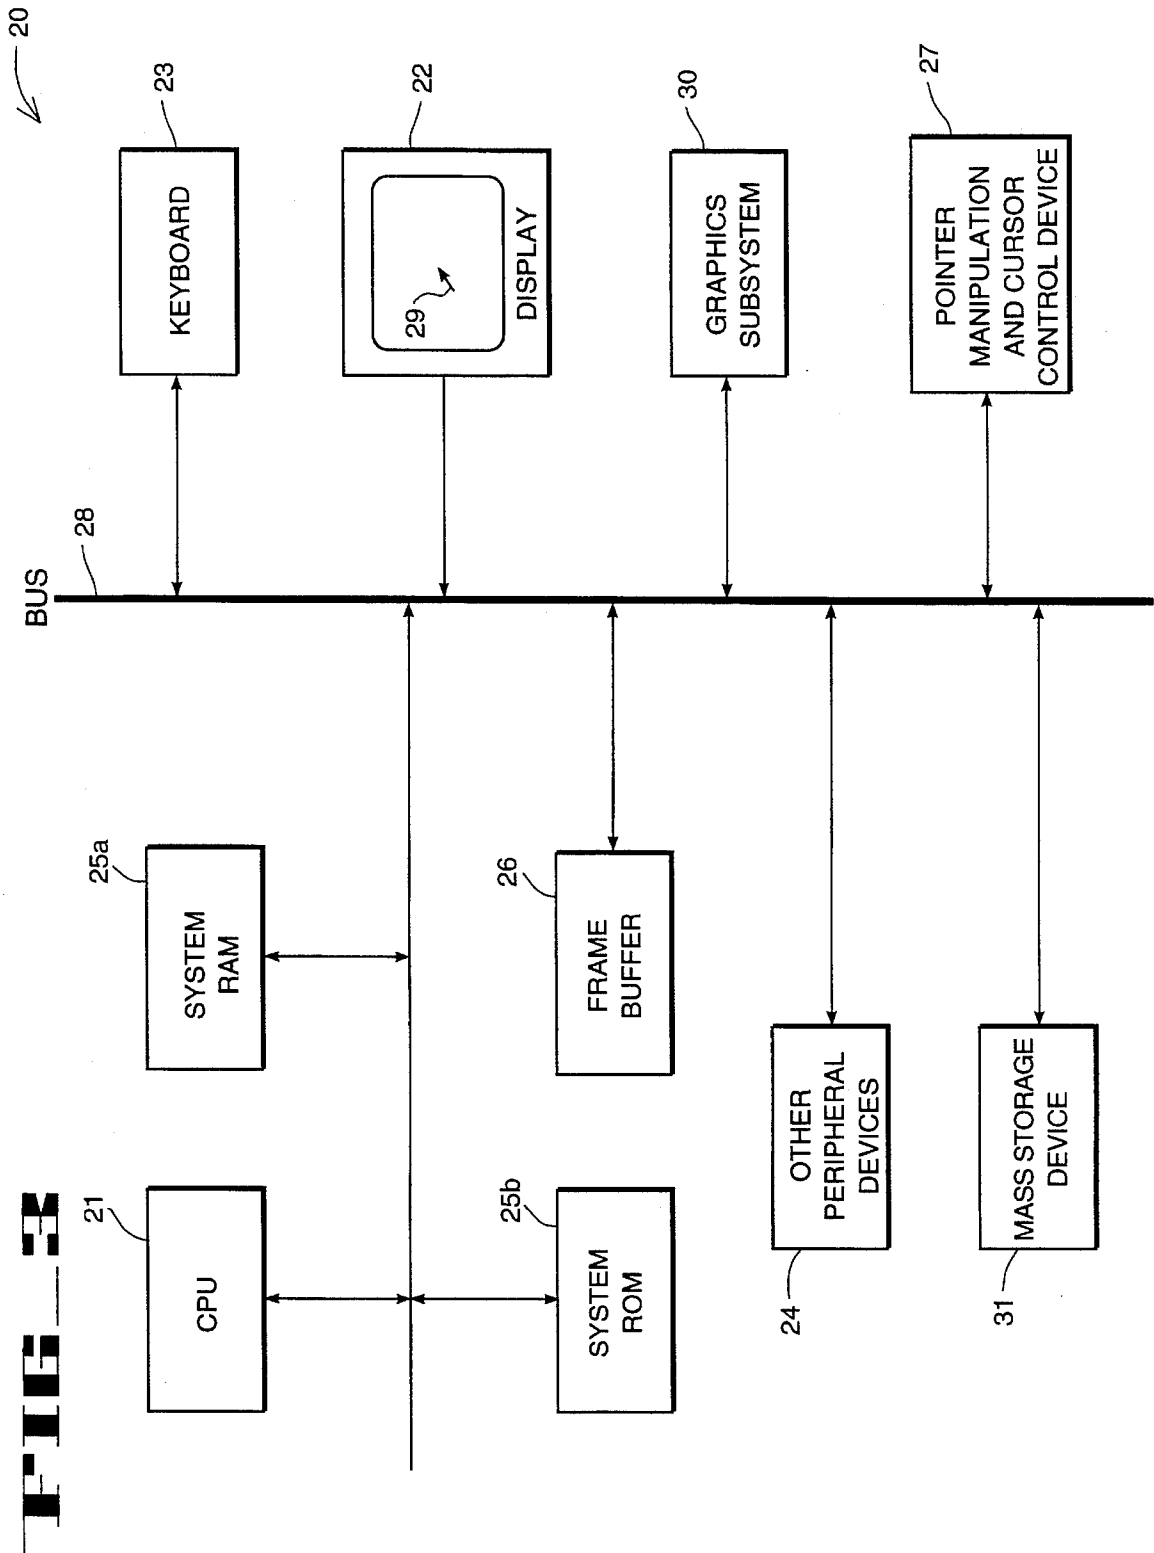 FIG
BUS
20
21
25a
28
23
CPU
SYSTEM
RAM
KEYBOARD
25b
26
22
29
DISPLAY
SYSTEM
ROM
FRAME
BUFFER
30
GRAPHICS
SUBSYSTEM
24
OTHER
PERIPHERAL
DEVICES
27
POINTER
MANIPULATION
AND CURSOR
CONTROL DEVICE
31
MASS STORAGE
DEVICE